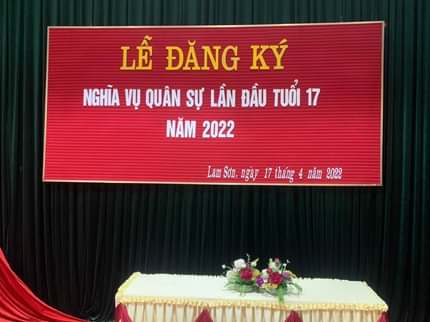 LỄ ĐĂNG KÝ
NGHĨA VỤ QUÂN SỰ LẦN ĐẦU TUỔI 17
NĂM 2022
Lam Sơn, ngày 17 tháng 4 năm 2022